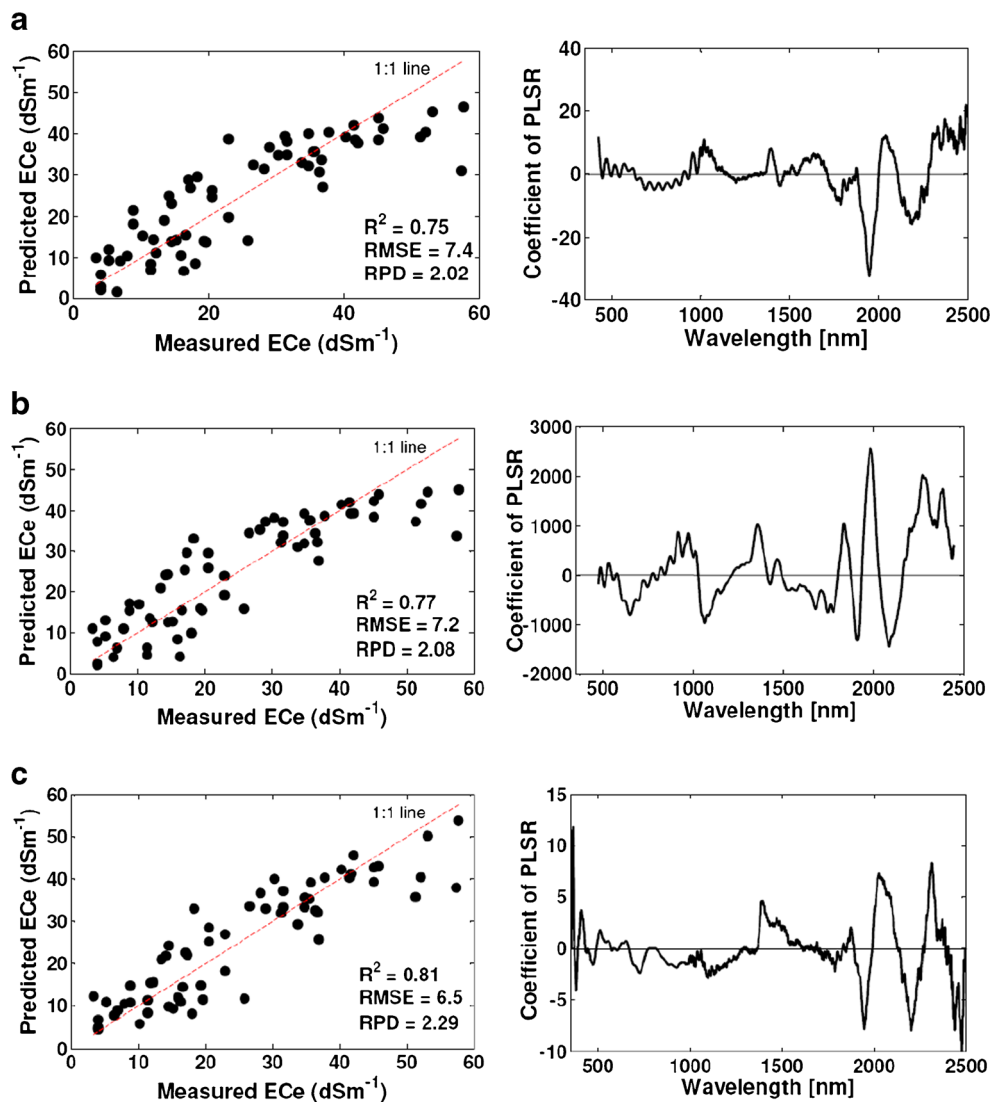 a
60
50
40
30
20
10
0
0 20 40 60
Predicted ECe (dSm-1)
Measured ECe (dSm-1)
1:1 line
R2 = 0.75
RMSE = 7.4
RPD = 2.02
40
20
0
-20
-40
500 1000 1500 2000 2500
Coefficient of PLSR
Wavelength [nm]
b
60
50
40
30
20
10
0
0 10 20 30 40 50 60
Predicted ECe (dSm-1)
Measured ECe (dSm-1)
1:1 line
R2 = 0.77
RMSE = 7.2
RPD = 2.08
3000
2000
1000
0
-1000
-2000
500 1000 1500 2000 2500
Coefficient of PLSR
Wavelength [nm]
c
60
50
40
30
20
10
0
0 10 20 30 40 50 60
Predicted ECe (dSm-1)
Measured ECe (dSm-1)
1:1 line
R2 = 0.81
RMSE = 6.5
RPD = 2.29
15
10
5
0
-5
-10
500 1000 1500 2000 2500
Coefficient of PLSR
Wavelength [nm]